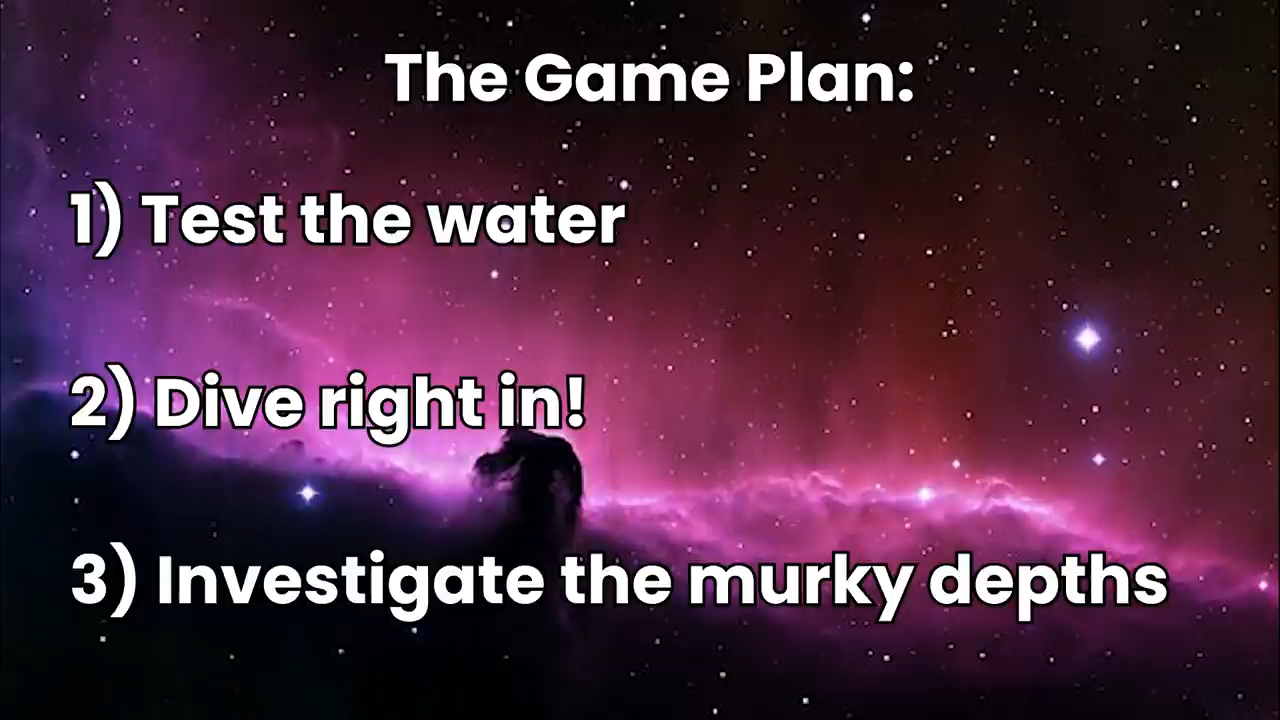 The Game Plan:
1) Test the water
2) Dive right in!
3) Investigate the murky depths